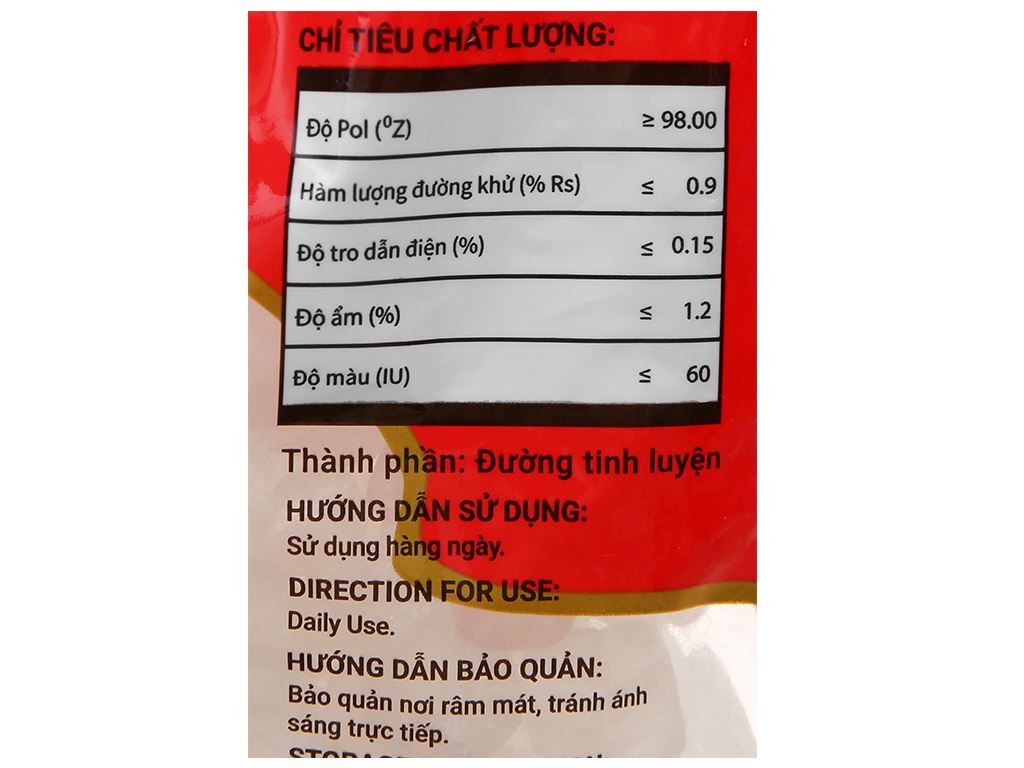 CHỈ TIÊU CHẤT LƯỢNG:
Độ Pol (⁰Z) ≥ 98.00
Hàm lượng đường khử (% Rs) ≤ 0.9
Độ tro dẫn điện (%) ≤ 0.15
Độ ẩm (%) ≤ 1.2
Độ màu (IU) ≤ 60
Thành phần: Đường tinh luyện
HƯỚNG DẪN SỬ DỤNG:
Sử dụng hàng ngày.
DIRECTION FOR USE:
Daily Use.
HƯỚNG DẪN BẢO QUẢN:
Bảo quản nơi râm mát, tránh ánh
sáng trực tiếp.